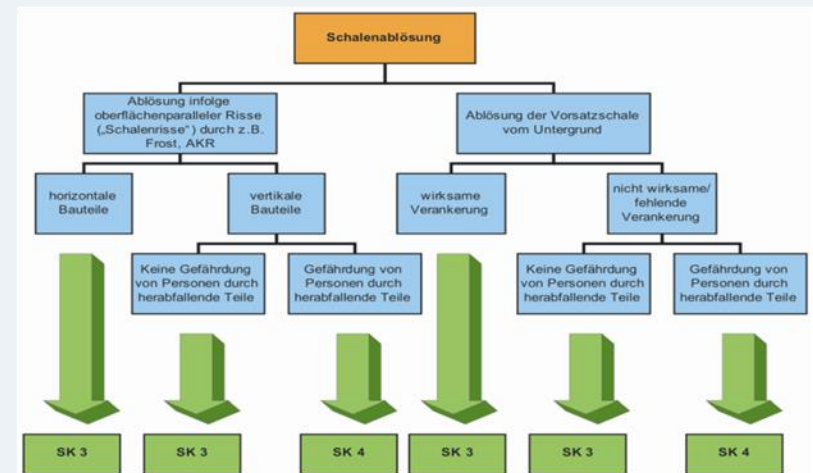 Schalenablösung
Ablösung infolge
oberflächenparalleler Risse
(„Schalenrisse“) durch z.B.
Frost, AKR
Ablösung der Vorsatzschale
vom Untergrund
horizontale
Bauteile
vertikale
Bauteile
wirksame
Verankerung
nicht wirksame/
fehlende
Verankerung
Keine Gefährdung
von Personen durch
herabfallende Teile
Gefährdung von
Personen durch
herabfallende Teile
Keine Gefährdung
von Personen durch
herabfallende Teile
Gefährdung von
Personen durch
herabfallende Teile
SK 3
SK 3
SK 4
SK 3
SK 3
SK 4